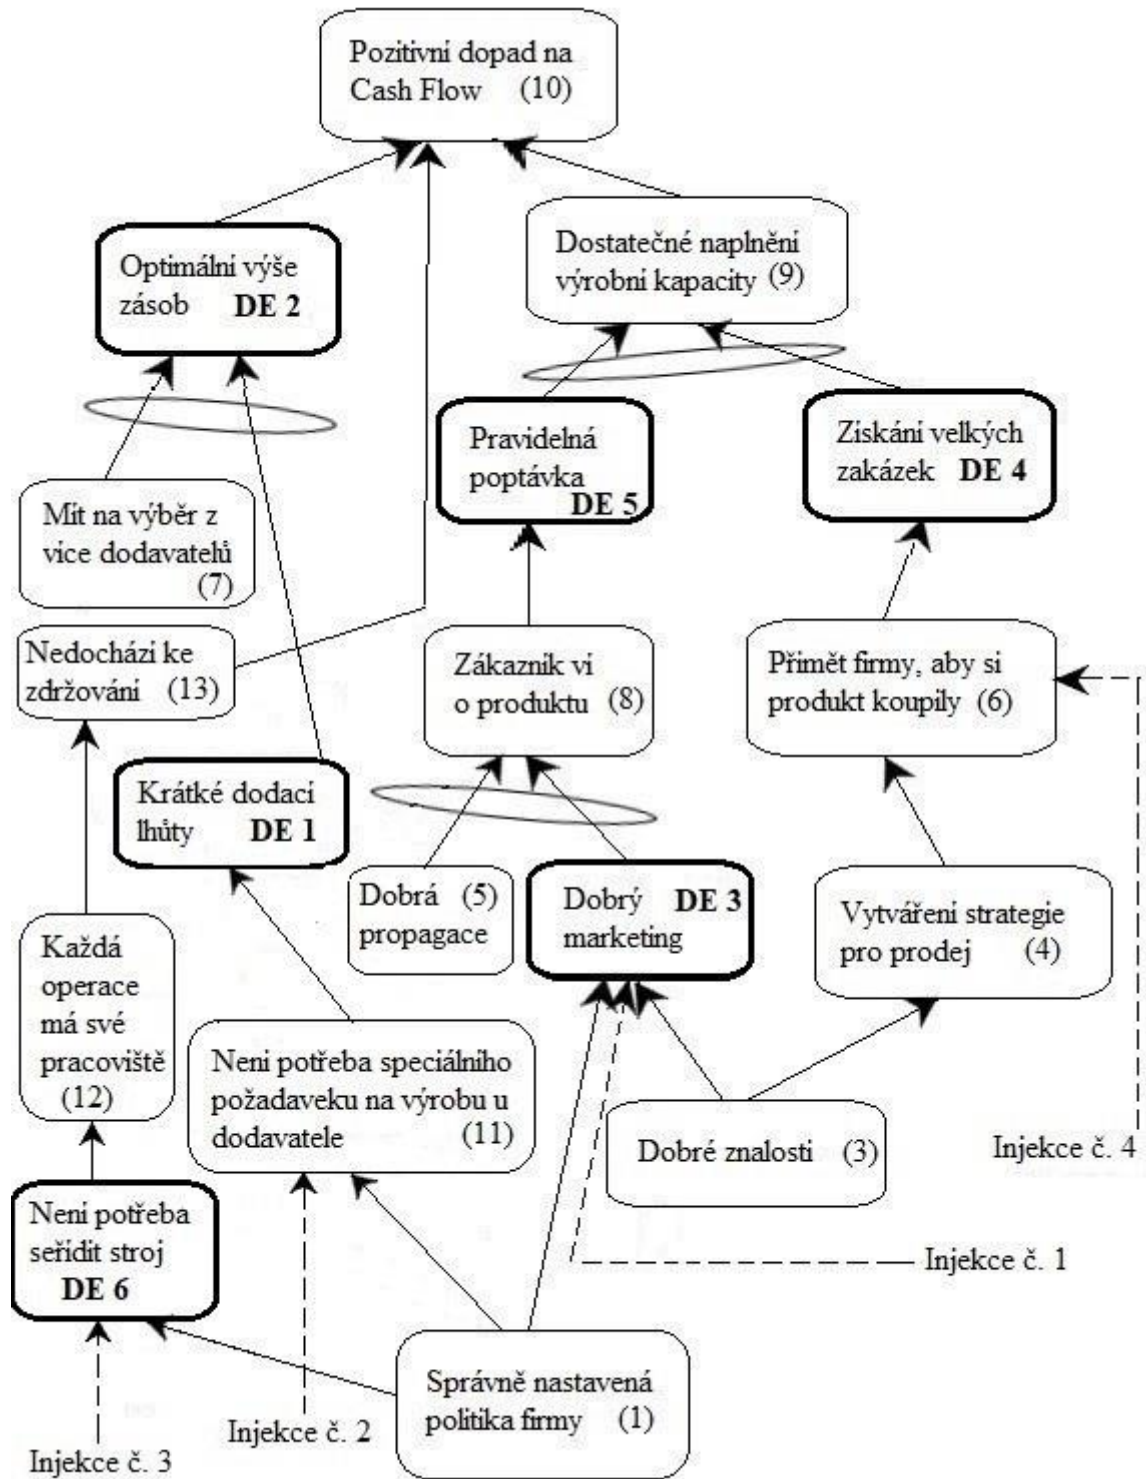 Pozitivní dopad na
Cash Flow (10)
Optimální výše
zásob DE 2
Dostatečné naplnění
výrobní kapacity (9)
Pravidelná
poptávka
DE 5
Získání velkých
zakázek DE 4
Mít na výběr z
více dodavatelů
(7)
Nedochází ke
zdržování (13)
Zákazník ví
o produktu (8)
Přimět firmy, aby si
produkt koupily (6)
Krátké dodací
lhůty DE 1
Dobrá (5)
propagace
Dobrý DE 3
marketing
Vytváření strategie
pro prodej (4)
Každá
operace
má své
pracoviště
(12)
Neni potřeba speciálního
požadaveku na výrobu u
dodavatele (11)
Dobré znalosti (3)
Injekce č. 4
Neni potřeba
seřídit stroj
DE 6
Injekce č. 1
Správně nastavená
politika firmy (1)
Injekce č. 2
Injekce č. 3